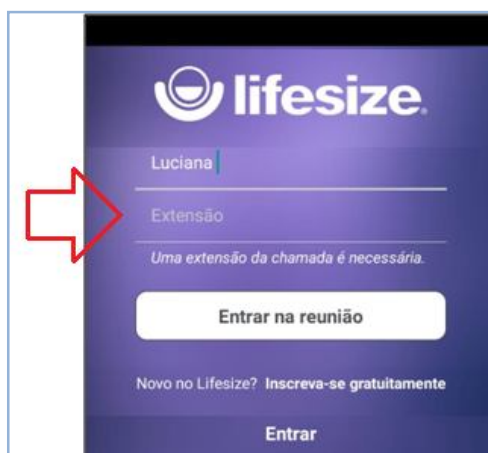 lifesize
Luciana
Extensão
Uma extensão da chamada é necessária.
Entrar na reunião
Novo no Lifesize? Inscreva-se gratuitamente
Entrar